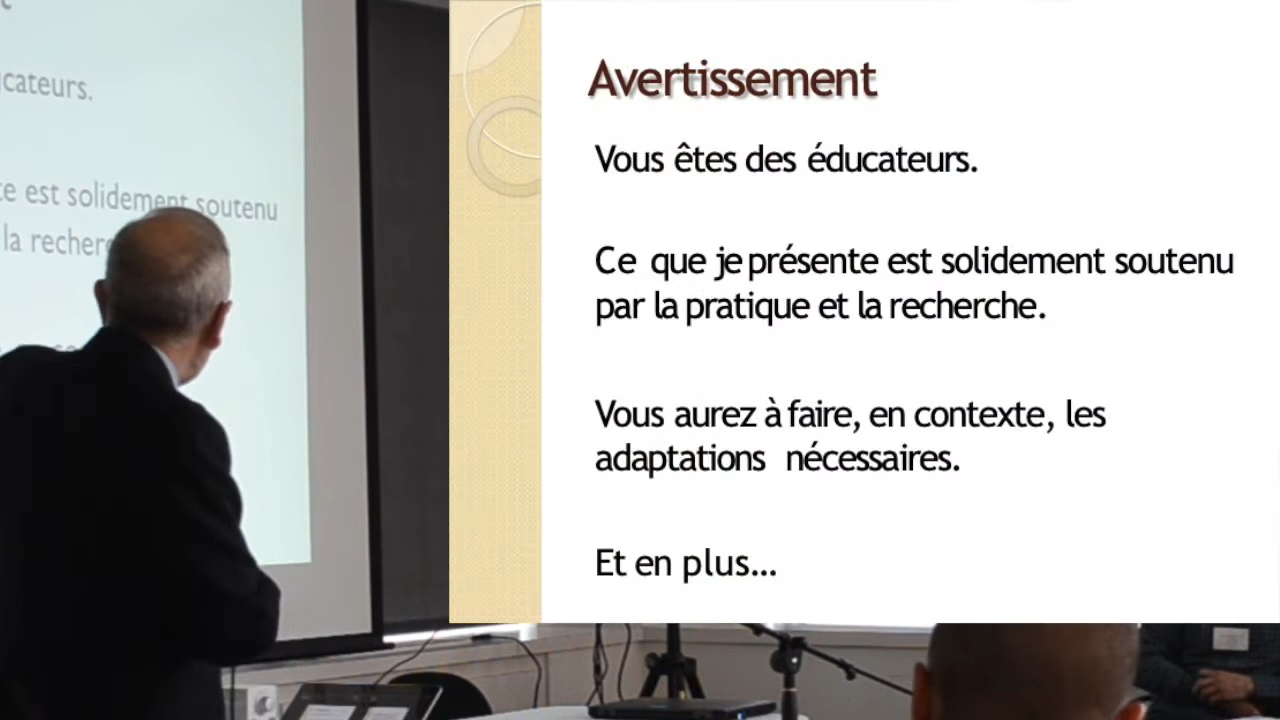 cateurs.
est solidement soutenu
la recher
Avertissement
Vous êtes des éducateurs.
Ce que je présente est solidement soutenu
par la pratique et la recherche.
Vous aurez à faire, en contexte, les
adaptations nécessaires.
Et en plus...